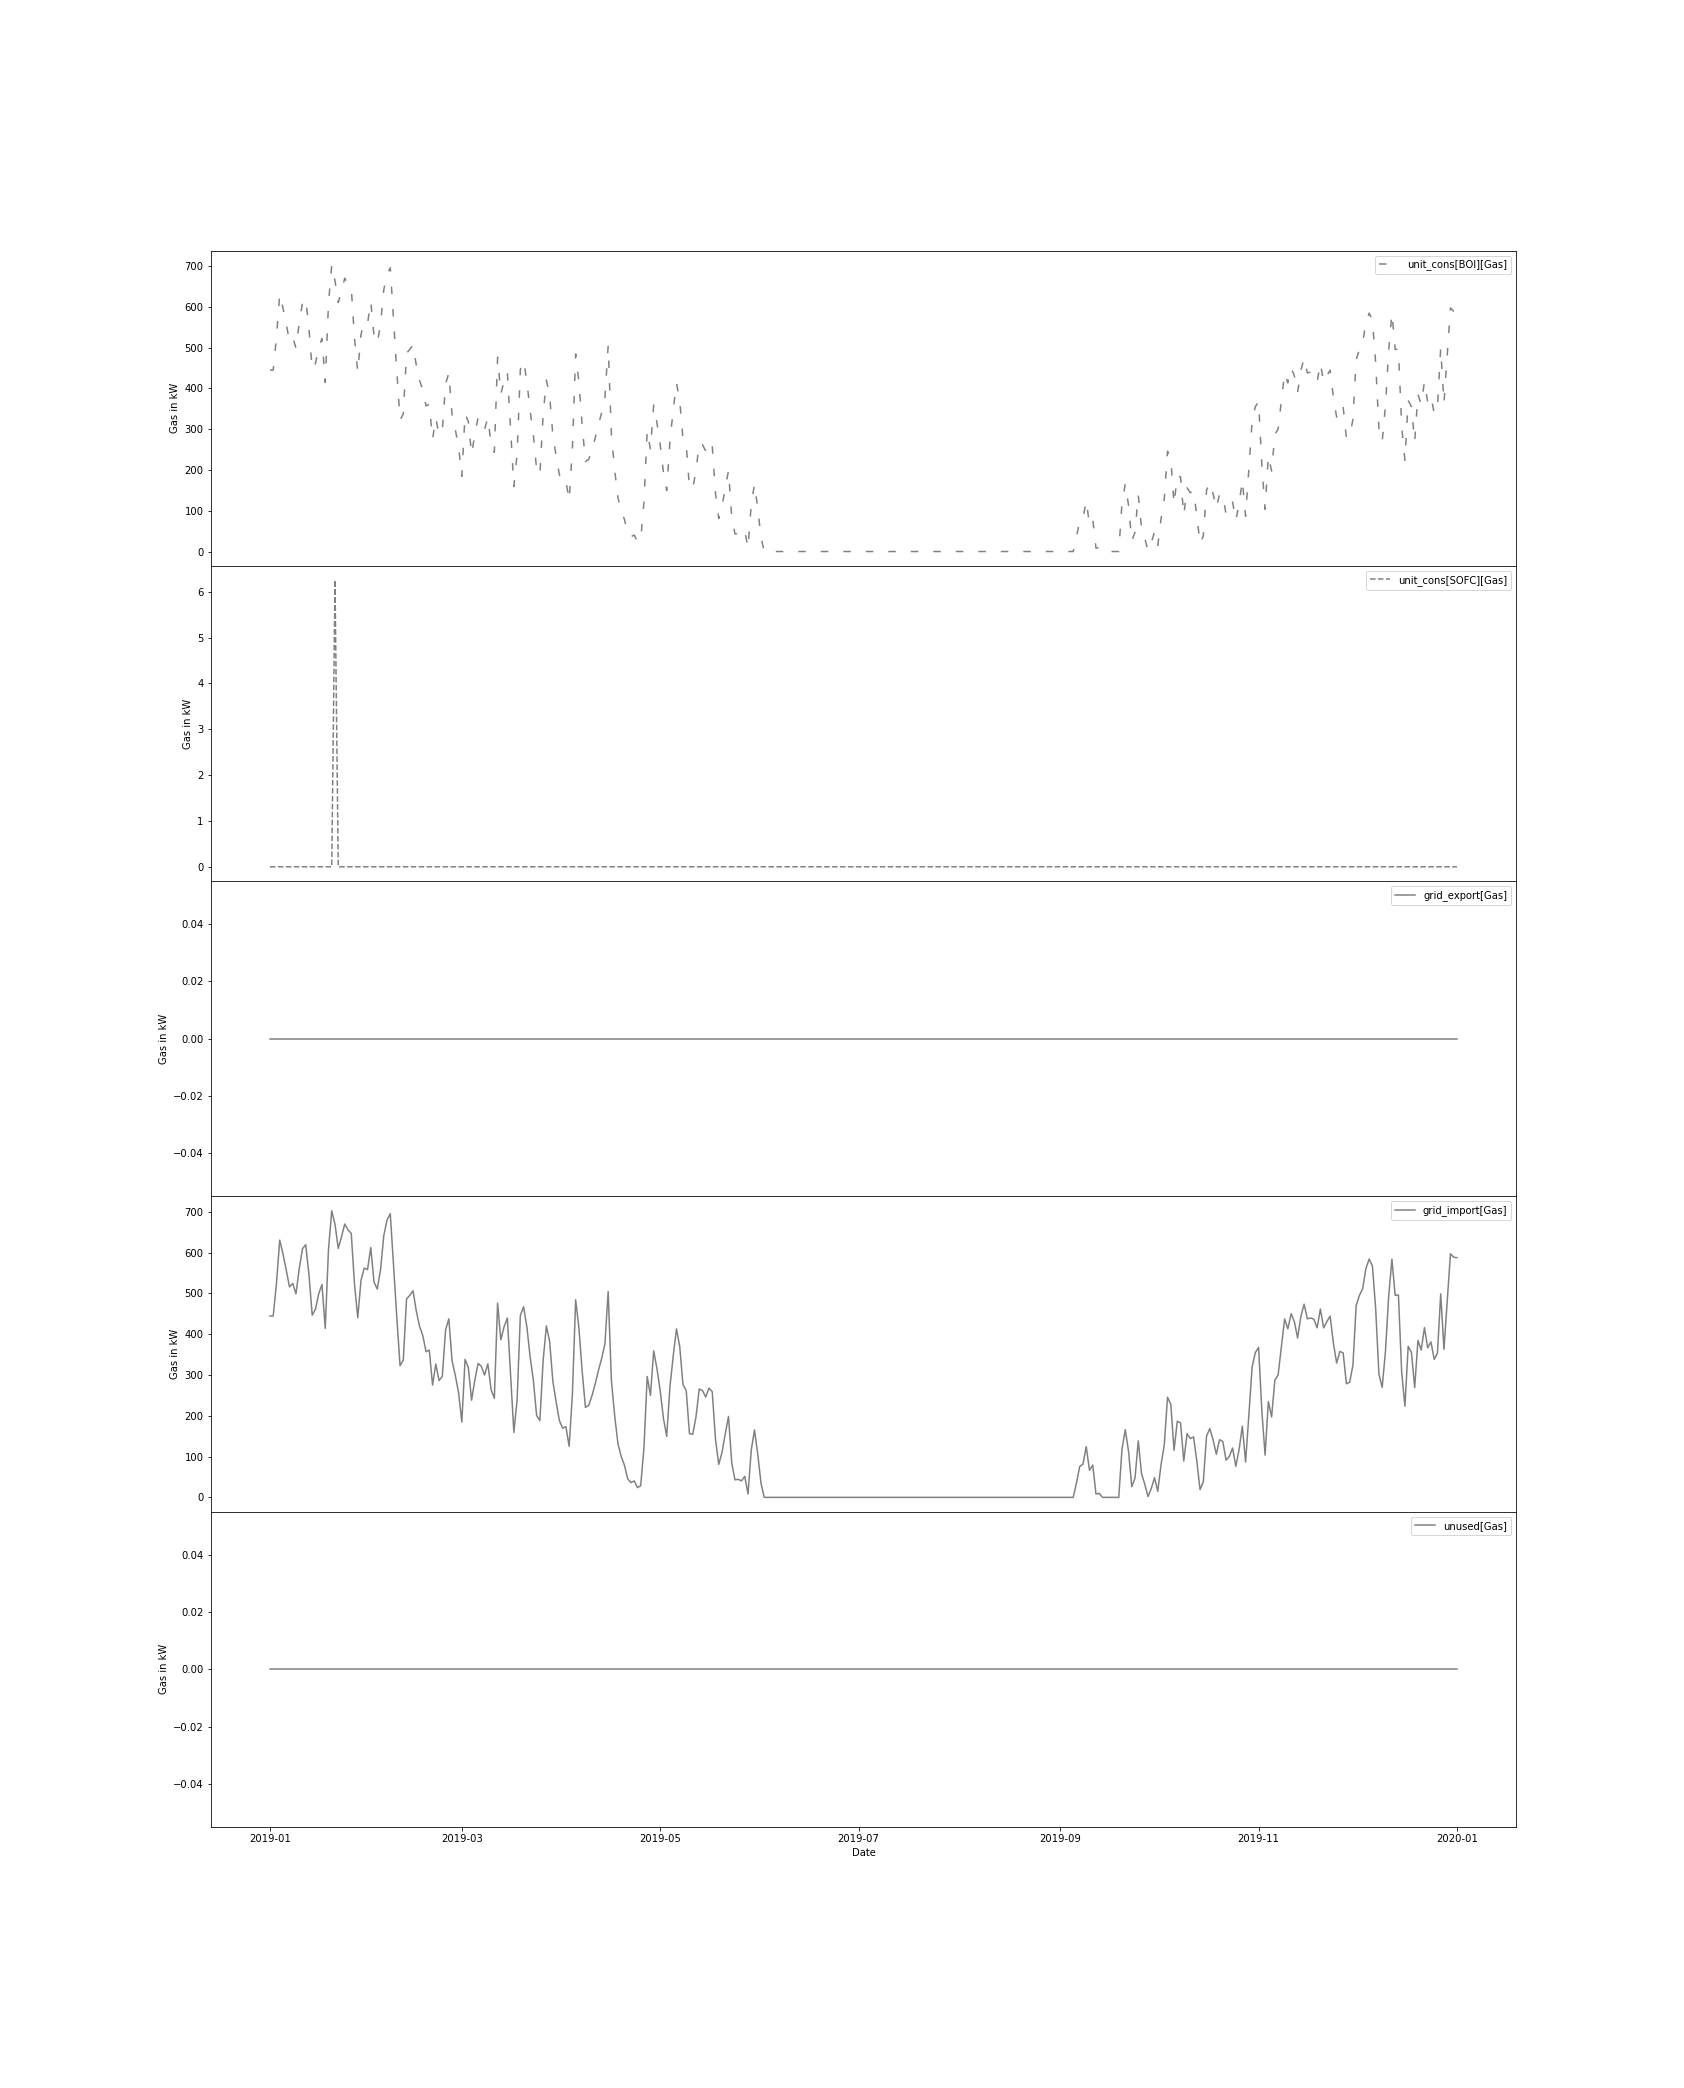 700
600
500
400
300
200
100
0
Gas in kW
unit_cons[BOI][Gas]
6
5
4
3
2
1
0
Gas in kW
unit_cons[SOFC][Gas]
0.04
0.02
0.00
−0.02
−0.04
Gas in kW
grid_export[Gas]
700
600
500
400
300
200
100
0
Gas in kW
grid_import[Gas]
0.04
0.02
0.00
−0.02
−0.04
Gas in kW
unused[Gas]
2019-01 2019-03 2019-05 2019-07 2019-09 2019-11 2020-01
Date